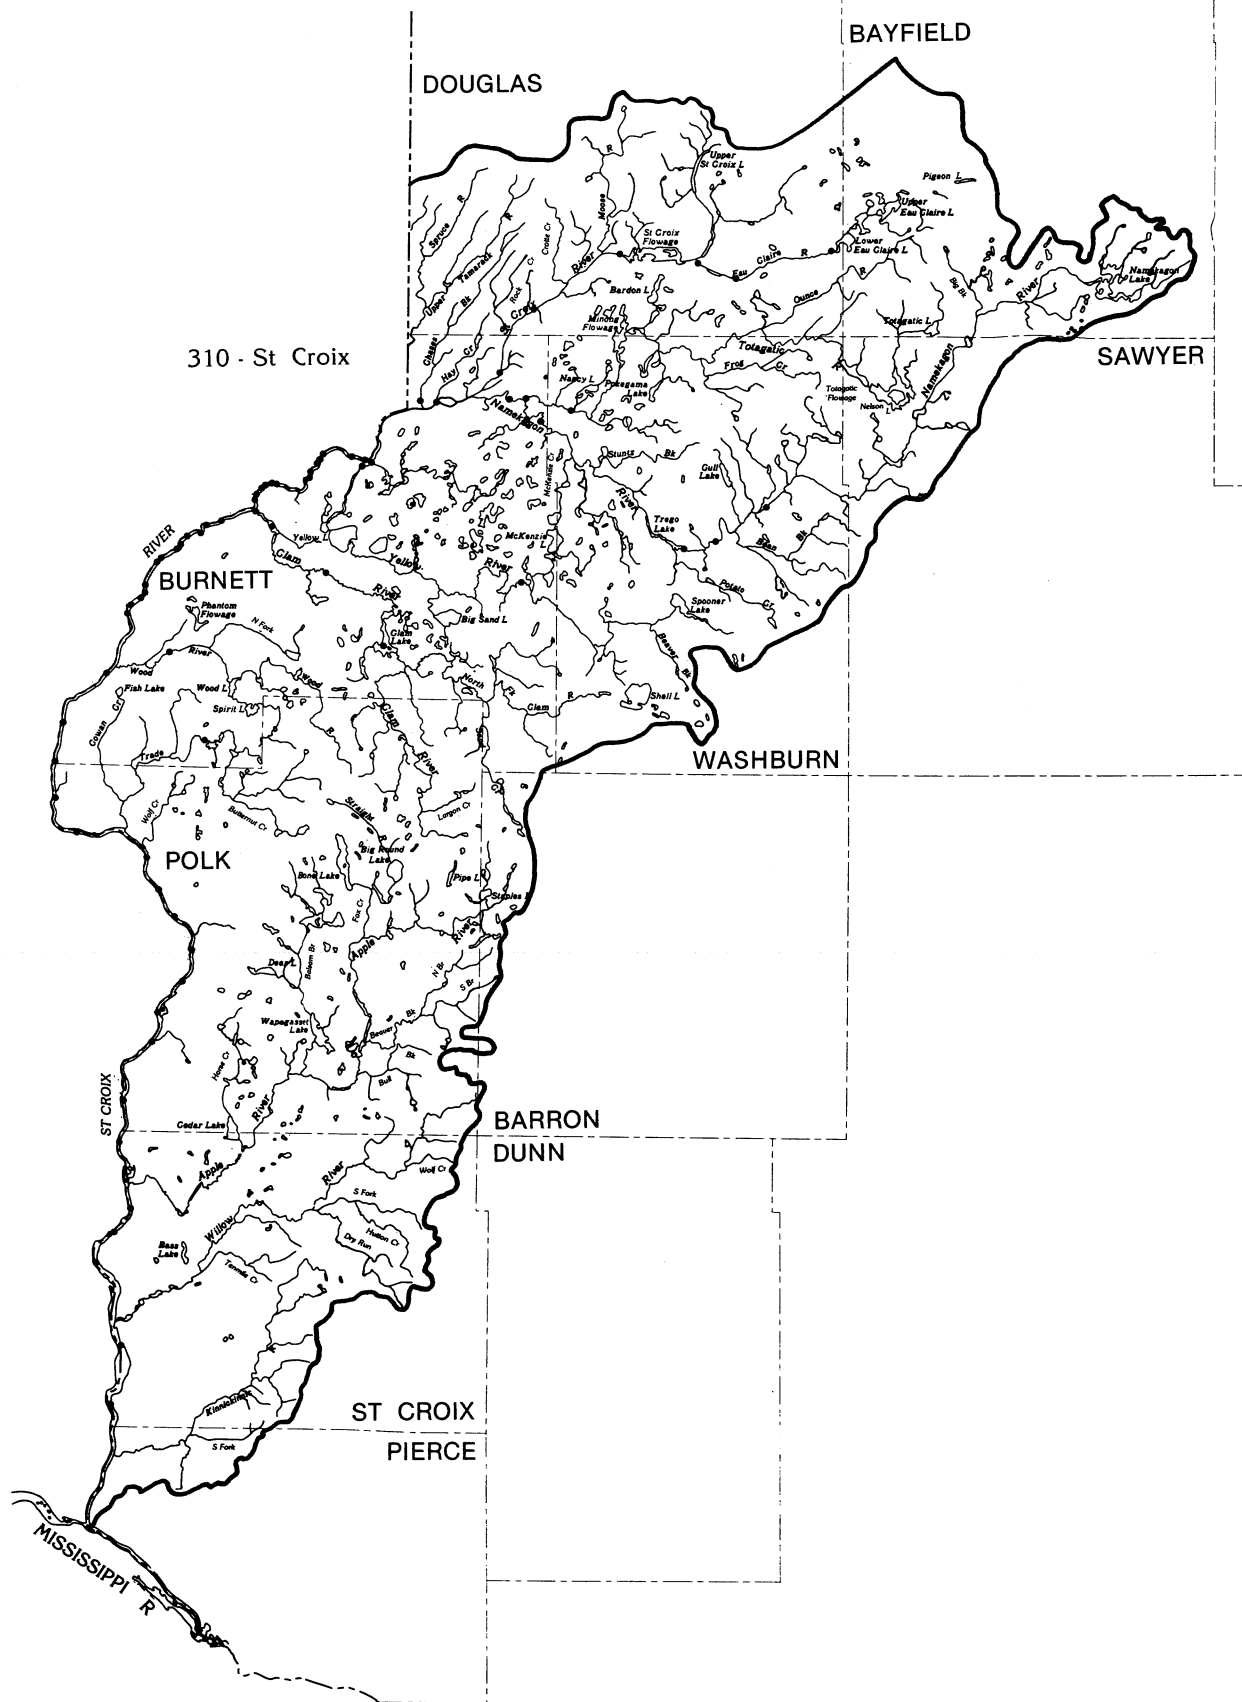 BAYFIELD
DOUGLAS
Upper
St Croix L
Pigeon L
Upper
Eau Claire L
R
Moose
R
Spruce
R
Crotte Cr
St Croix
Flowage
Lower
Eau Claire L
River
Eau Claire R
Namekagon
Lake
Upper Tamarack
Rock Cr
Bardon L
Ounce R
Big Bk
River
St Croix
Minong
Flowage
Totagatic L
310 - St Croix
Chases Bk
Hay Cr
Totagatic
R
Frog Cr
SAWYER
Nancy L
Pokegama
Lake
Totogatic
Flowage
Nelson
L
Namekagon
Namekagon
Stuntz Bk
McKenzie Cr
Gull
Lake
River
Trego
Lake
RIVER
Yellow L
McKenzie
L
Bean Bk
Clam
Yellow
River
BURNETT
River
Potato Cr
Spooner
Lake
Phantom
Flowage
N Fork
Big Sand L
Clam
Lake
River
Beaver Bk
Wood
Fish Lake
Wood L
Wood
R
North Fk
Clam R
Shell L
Spirit L
Cowan Cr
Clam
River
Trade
WASHBURN
Wolf Cr
Butternut Cr
Straight
Largon Cr
POLK
Big Round
Lake
Bone Lake
Pipe L
Staples L
Fox Cr
River
Apple
Balsam Br
Deer L
N Br
S Br
Wapogasset
Lake
Beaver Bk
Bk
Bull
Horse Cr
ST CROIX
River
Cedar Lake
BARRON
DUNN
Apple
River
Wolf Cr
S Fork
Willow
Hutton Cr
Dry Run
Bass
Lake
Tenmile Cr
R
Kinnickinnic
ST CROIX
S Fork
PIERCE
MISSISSIPPI R